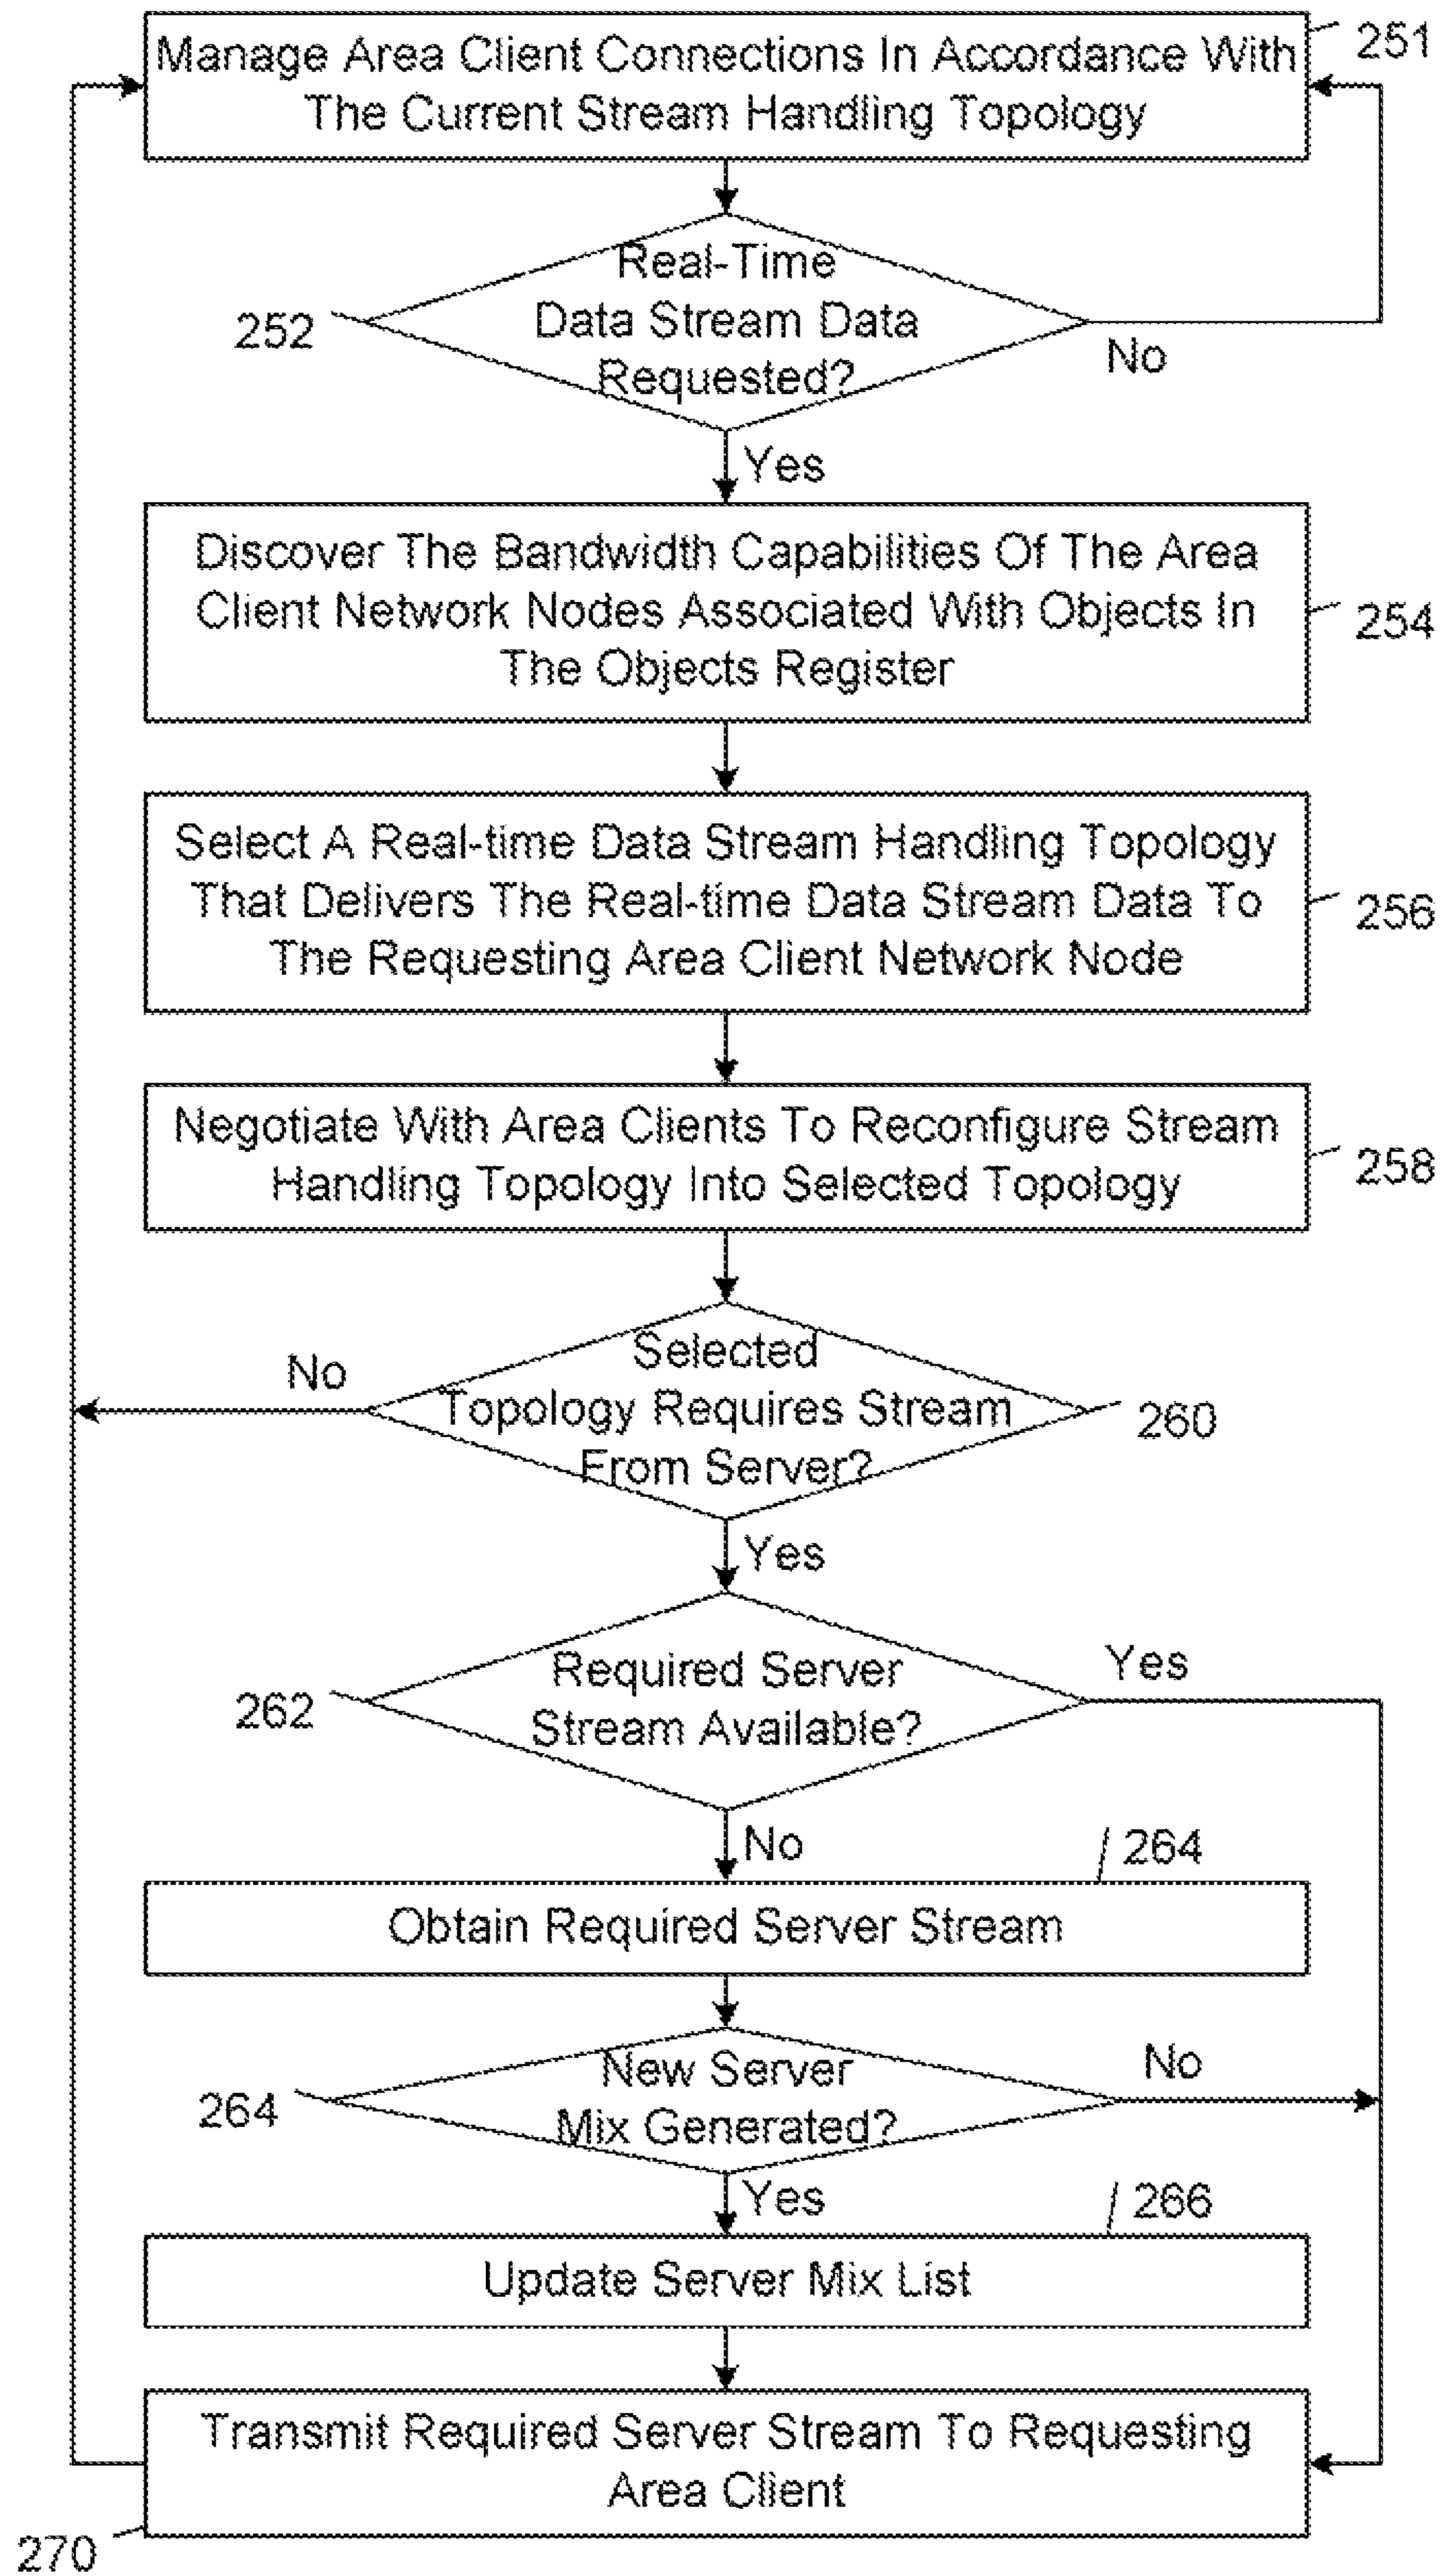 Manage Area Client Connections In Accordance With
The Current Stream Handling Topology
251
Real-Time
Data Stream Data
Requested?
252
No
Yes
Discover The Bandwidth Capabilities Of The Area
Client Network Nodes Associated With Objects In
The Objects Register
254
Select A Real-time Data Stream Handling Topology
That Delivers The Real-time Data Stream Data To
The Requesting Area Client Network Node
256
Negotiate With Area Clients To Reconfigure Stream
Handling Topology Into Selected Topology
258
No
Selected
Topology Requires Stream
From Server?
260
Yes
Required Server
Stream Available?
Yes
262
No
264
Obtain Required Server Stream
New Server
Mix Generated?
No
264
Yes
266
Update Server Mix List
Transmit Required Server Stream To Requesting
Area Client
270